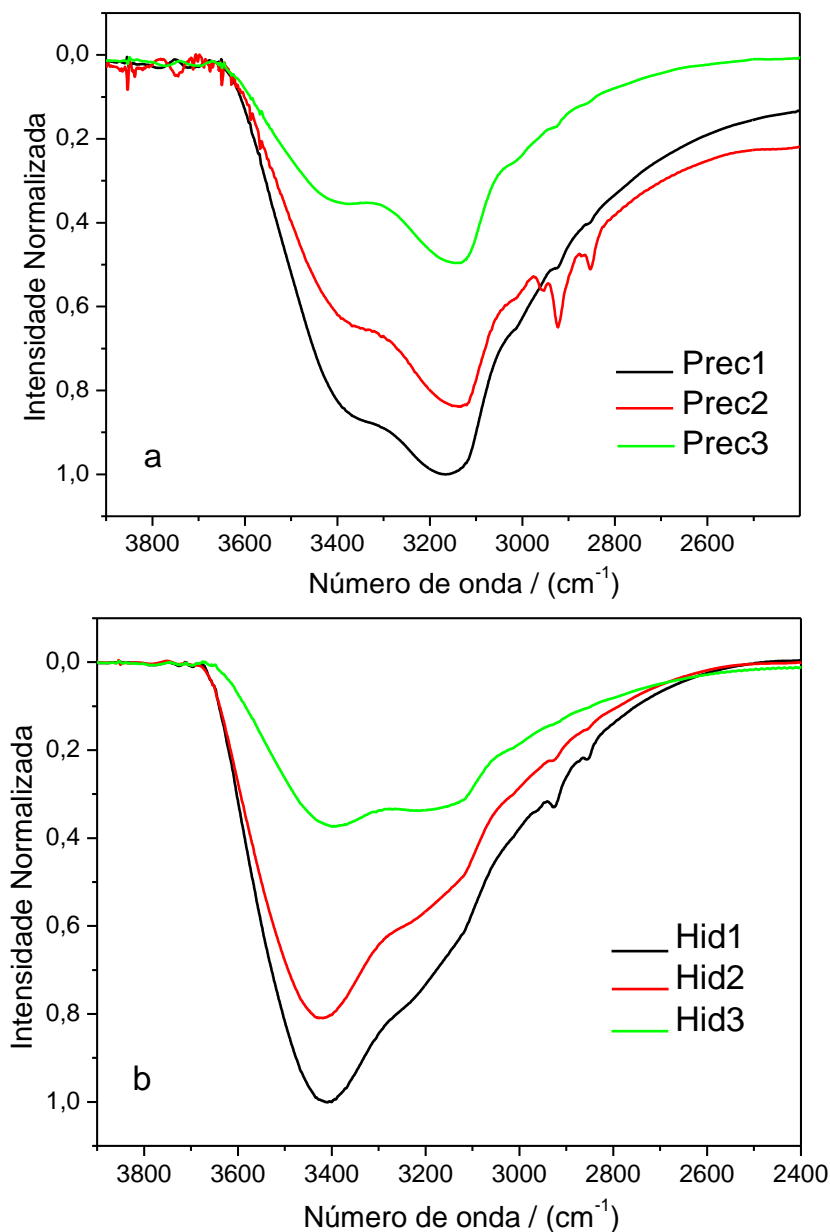 0,0
0,2
0,4
0,6
0,8
1,0
Intensidade Normalizada
Prec1
Prec2
Prec3
a
3800 3600 3400 3200 3000 2800 2600
Número de onda / (cm⁻¹)
0,0
0,2
0,4
0,6
0,8
1,0
Intensidade Normalizada
Hid1
Hid2
Hid3
b
3800 3600 3400 3200 3000 2800 2600 2400
Número de onda / (cm⁻¹)